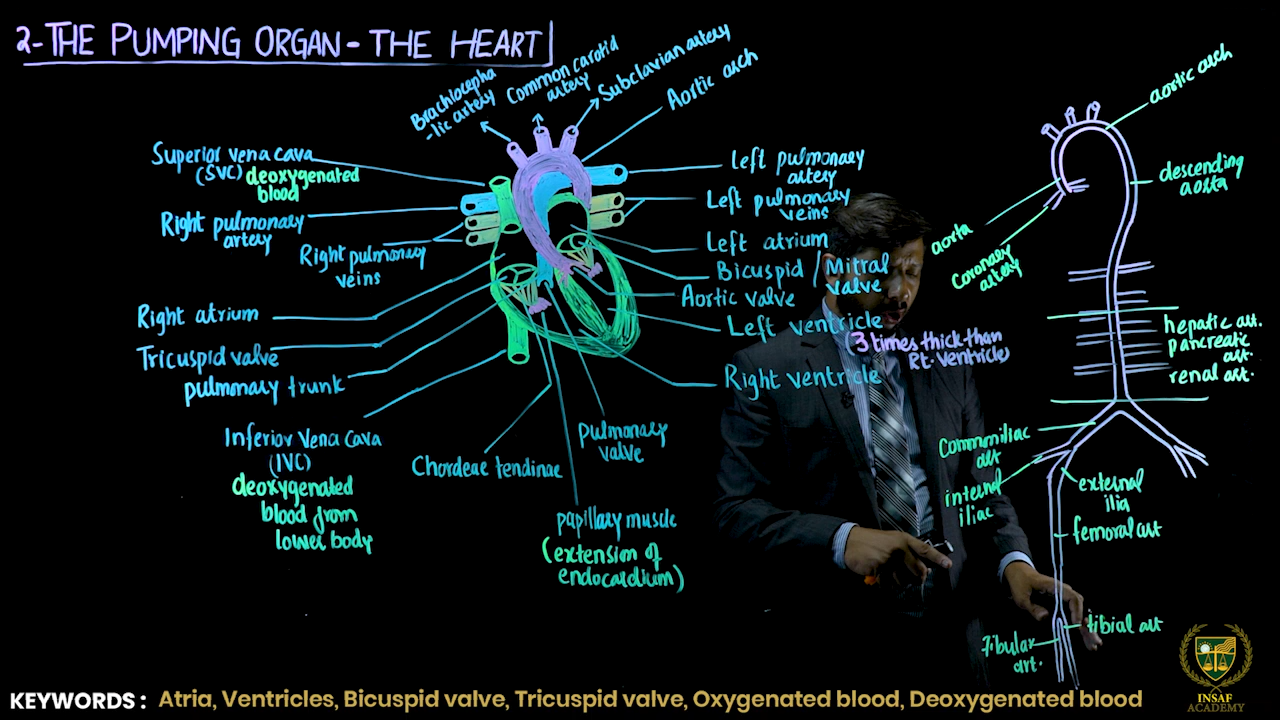 2-THE PUMPING ORGAN - THE HEART
Brachiocepha
-lic artery
Common carotid
artery
Subclavian artery
Aortic arch
Superior vena cava
(SVC) deoxygenated
blood
Right pulmonary
artery
Right pulmonary
veins
Right atrium
Tricuspid valve
pulmonary trunk
Inferior vena cava
(IVC)
deoxygenated
blood from
lower body
Chordeae tendinae
Pulmonary
valve
papillary muscle
(extension of
endocardium)
Left pulmonary
artery
Left pulmonary
veins
Left atrium
Bicuspid / Mitral
valve
Aortic valve
Left ventricle
(3 times thick than
Rt. ventricle)
Right ventricle
aortic arch
descending
aorta
aorta
Coronary
artery
hepatic art.
pancreatic
art.
renal art.
Commniliac
art
internal
iliac
external
ilia
femoral art
tibial art
Fibular
art.
KEYWORDS : Atria, Ventricles, Bicuspid valve, Tricuspid valve, Oxygenated blood, Deoxygenated blood
INSAF
ACADEMY